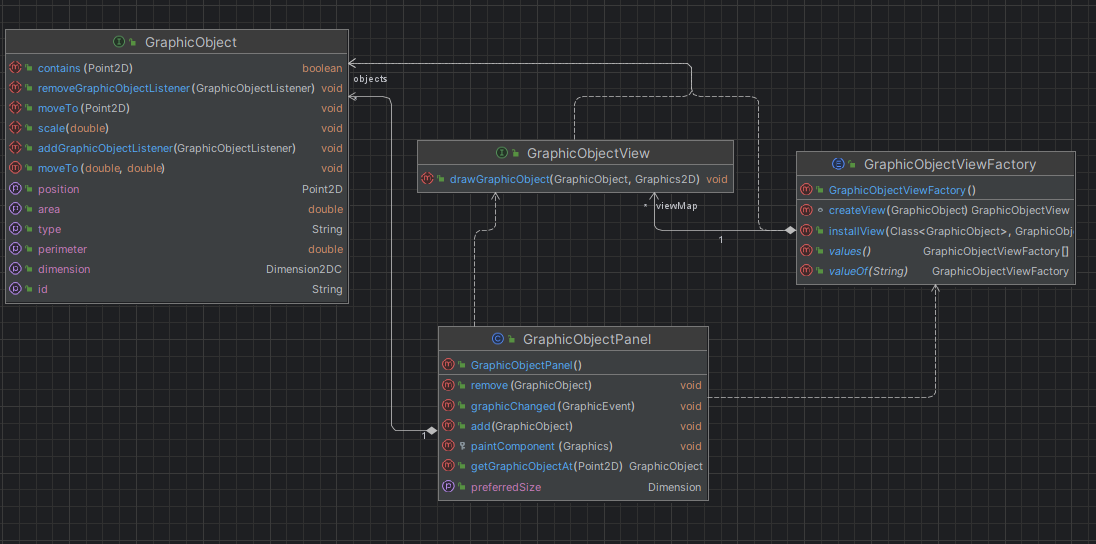 GraphicObject
contains (Point2D) boolean
removeGraphicObjectListener(GraphicObjectListener) void
moveTo (Point2D) void
scale(double) void
addGraphicObjectListener(GraphicObjectListener) void
moveTo (double, double) void
position Point2D
area double
type String
perimeter double
dimension Dimension2DC
id String
objects
*
GraphicObjectView
drawGraphicObject(GraphicObject, Graphics2D) void
* viewMap
1
GraphicObjectViewFactory
GraphicObjectViewFactory()
createView(GraphicObject) GraphicObjectView
installView(Class<GraphicObject>, GraphicObj
values() GraphicObjectViewFactory[]
valueOf(String) GraphicObjectViewFactory
GraphicObjectPanel
GraphicObjectPanel()
remove (GraphicObject) void
graphicChanged(GraphicEvent) void
add(GraphicObject) void
1
paintComponent (Graphics) void
getGraphicObjectAt(Point2D) GraphicObject
preferredSize Dimension